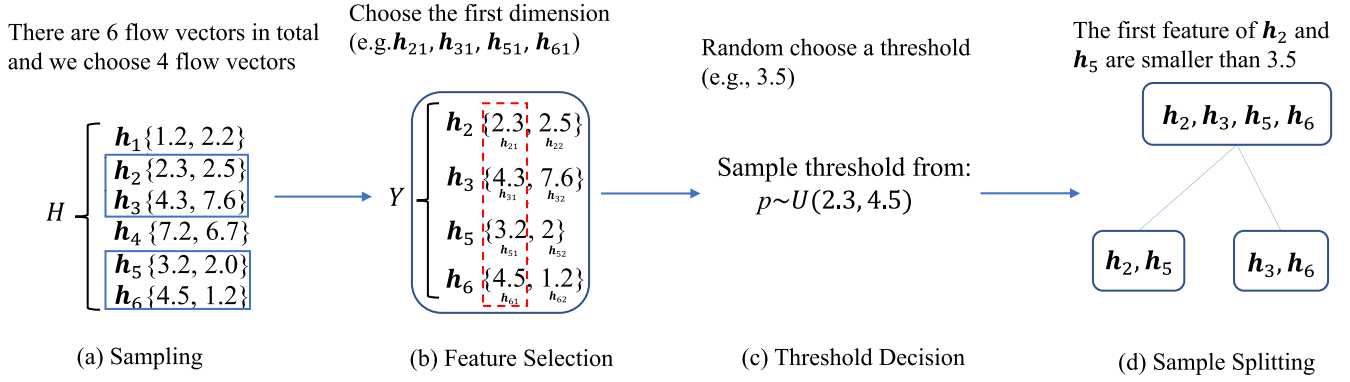 There are 6 flow vectors in total
and we choose 4 flow vectors
H
h₁{1.2, 2.2}
h₂{2.3, 2.5}
h₃{4.3, 7.6}
h₄ {7.2, 6.7}
h₅ {3.2, 2.0}
h₆{4.5, 1.2}
(a) Sampling
Choose the first dimension
(e.g.h₂₁, h₃₁, h₅₁, h₆₁)
Y
h₂ {2.3, 2.5}
h₂₁ h₂₂
h₃ {4.3, 7.6}
h₃₁ h₃₂
h₅ {3.2, 2}
h₅₁ h₅₂
h₆ {4.5, 1.2}
h₆₁ h₆₂
(b) Feature Selection
Random choose a threshold
(e.g., 3.5)
Sample threshold from:
p~U(2.3, 4.5)
(c) Threshold Decision
The first feature of h₂ and
h₅ are smaller than 3.5
h₂, h₃, h₅, h₆
h₂, h₅
h₃, h₆
(d) Sample Splitting